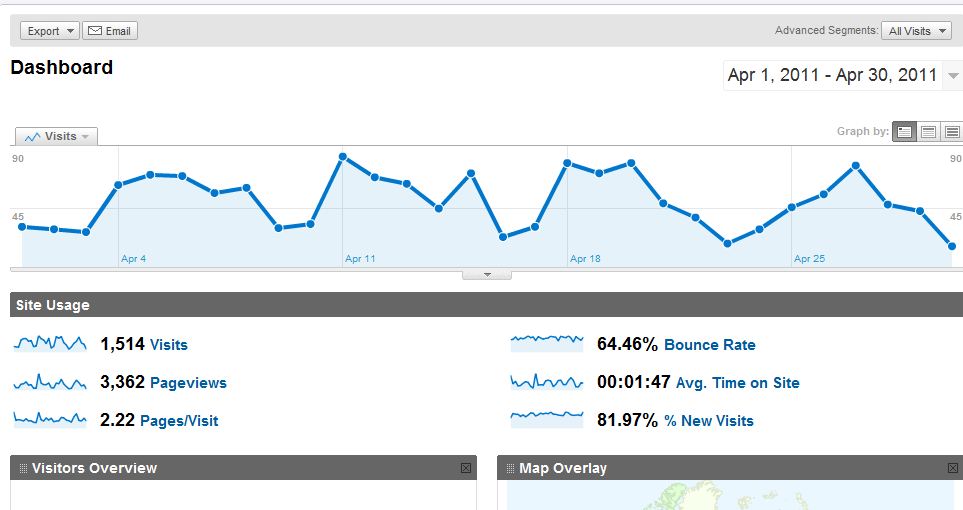 Export Email Advanced Segments: All Visits
Dashboard
Apr 1, 2011 - Apr 30, 2011
Visits Graph by:
90 90
45 45
Apr 4 Apr 11 Apr 18 Apr 25
Site Usage
1,514 Visits 64.46% Bounce Rate
3,362 Pageviews 00:01:47 Avg. Time on Site
2.22 Pages/Visit 81.97% % New Visits
Visitors Overview Map Overlay